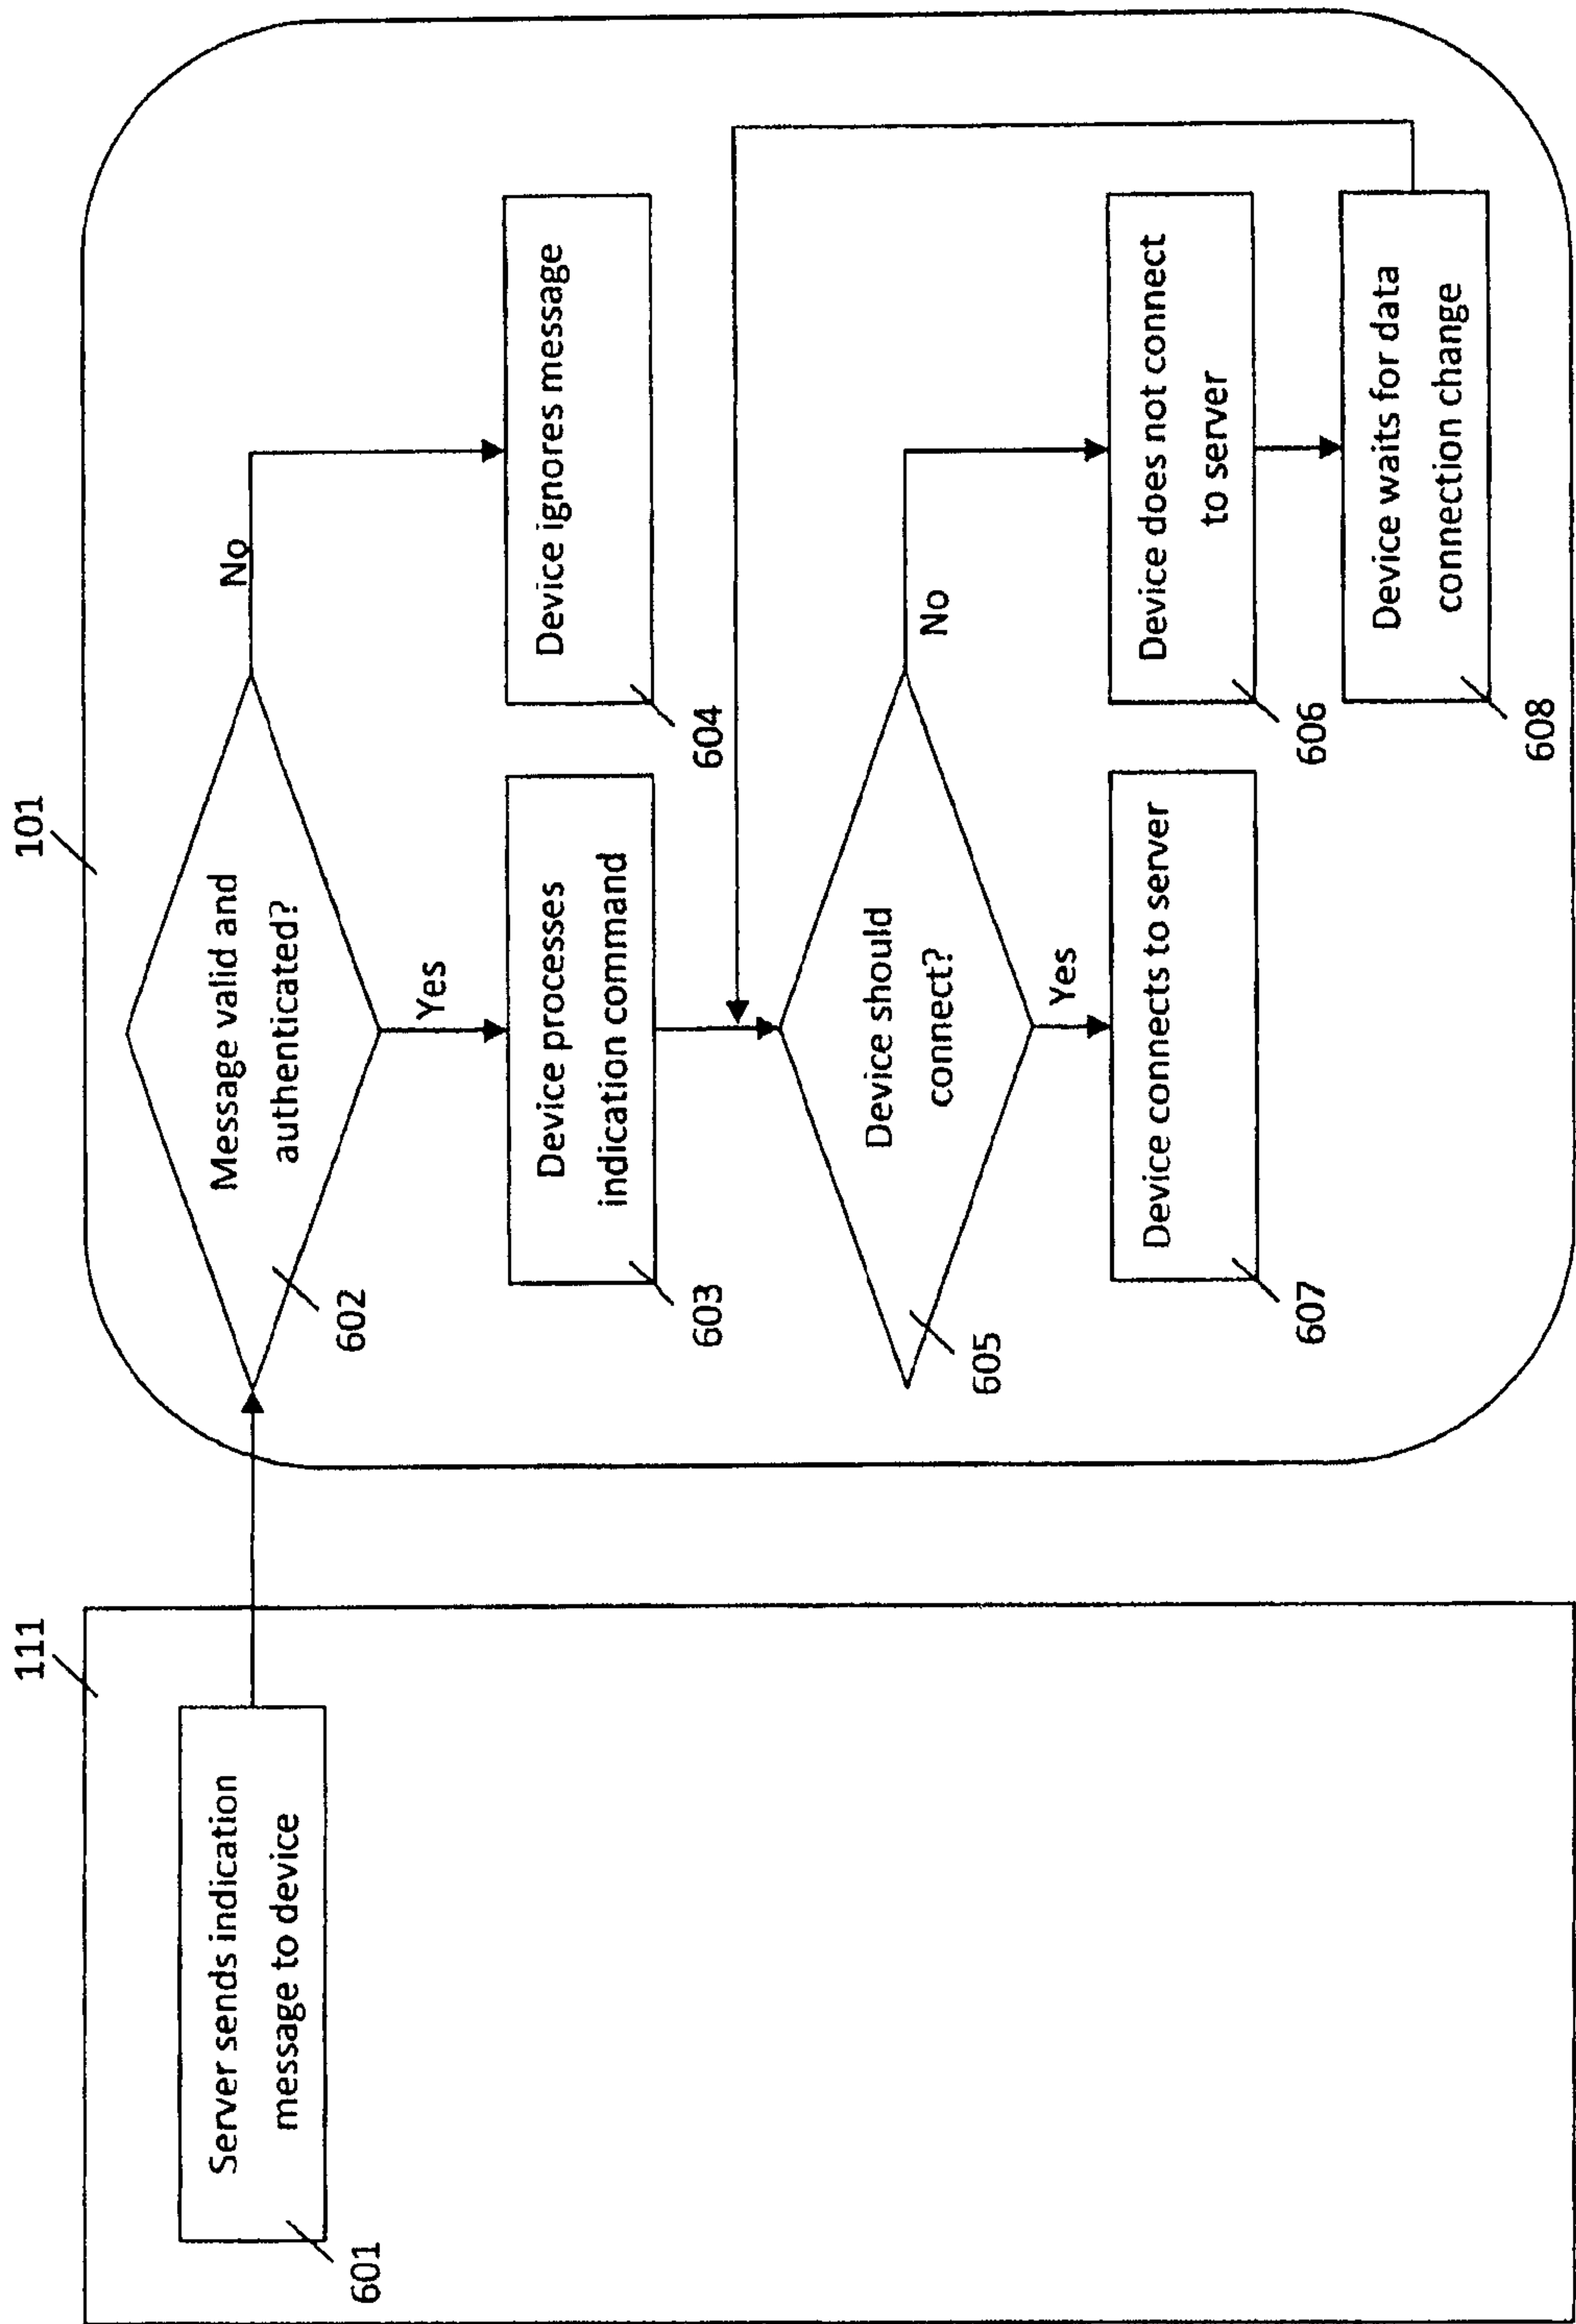 111
Server sends indication
message to device
601
101
Message valid and
authenticated?
602
No
Yes
Device processes
indication command
603
Device ignores message
604
Device should
connect?
605
No
Yes
Device connects to server
607
Device does not connect
to server
606
Device waits for data
connection change
608